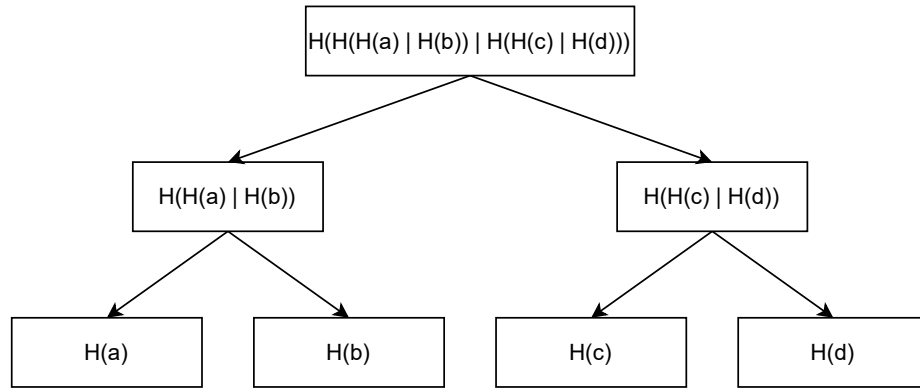 H(H(H(a) | H(b)) | H(H(c) | H(d)))
H(H(a) | H(b))
H(H(c) | H(d))
H(a)
H(b)
H(c)
H(d)